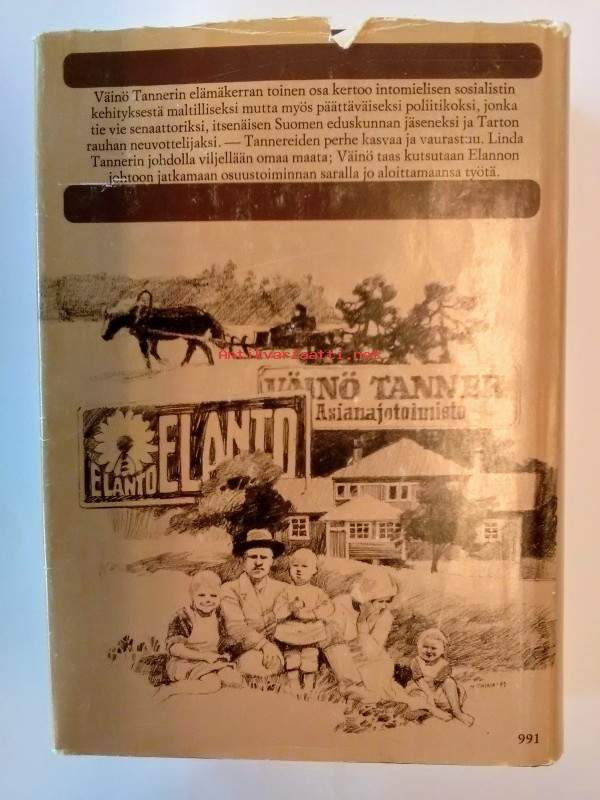 Väinö Tannerin elämäkerran toinen osa kertoo intomielisen sosialistin
kehityksestä maltilliseksi mutta myös päättäväiseksi poliitikoksi, jonka
tie vie senaattoriksi, itsenäisen Suomen eduskunnan jäseneksi ja Tarton
rauhan neuvottelijaksi. — Tannereiden perhe kasvaa ja vaurastuu. Linda
Tannerin johdolla viljellään omaa maata; Väinö taas kutsutaan Elannon
johtoon jatkamaan osuustoiminnan saralla jo aloittamaansa työtä.
Antikvariaatti.net
VÄINÖ TANNER
Asianajotoimisto
ELANTO
ELANTO
991